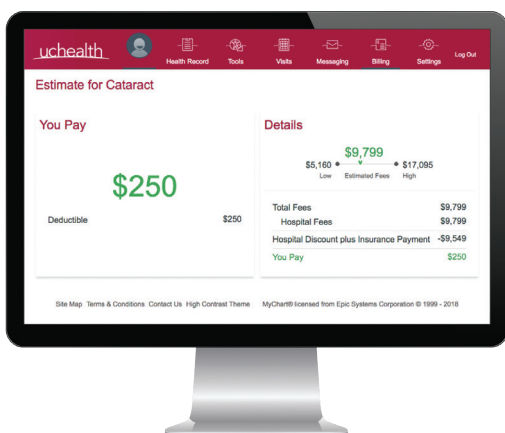 uchealth
Health Record Tools Visits Messaging Billing Settings Log Out
Estimate for Cataract
You Pay
$250
Deductible $250
Details
$9,799
$5,160 $17,095
Low Estimated Fees High
Total Fees $9,799
Hospital Fees $9,799
Hospital Discount plus Insurance Payment -$9,549
You Pay $250
Site Map Terms & Conditions Contact Us High Contrast Theme MyChart® licensed from Epic Systems Corporation © 1999 - 2018